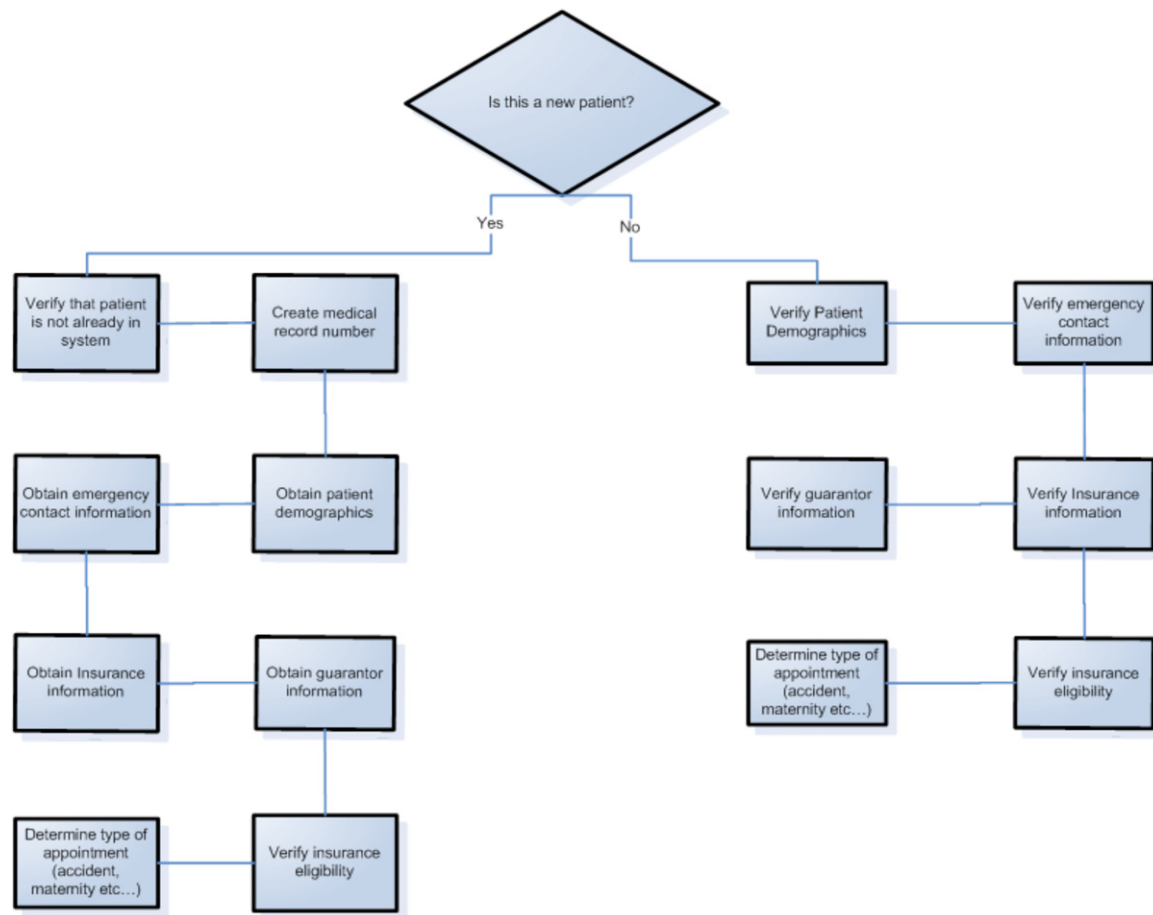 Is this a new patient?
Yes
No
Verify that patient
is not already in
system
Create medical
record number
Verify Patient
Demographics
Verify emergency
contact
information
Obtain emergency
contact information
Obtain patient
demographics
Verify guarantor
information
Verify Insurance
information
Obtain Insurance
information
Obtain guarantor
information
Determine type of
appointment
(accident,
maternity etc…)
Verify insurance
eligibility
Determine type of
appointment
(accident,
maternity etc…)
Verify insurance
eligibility